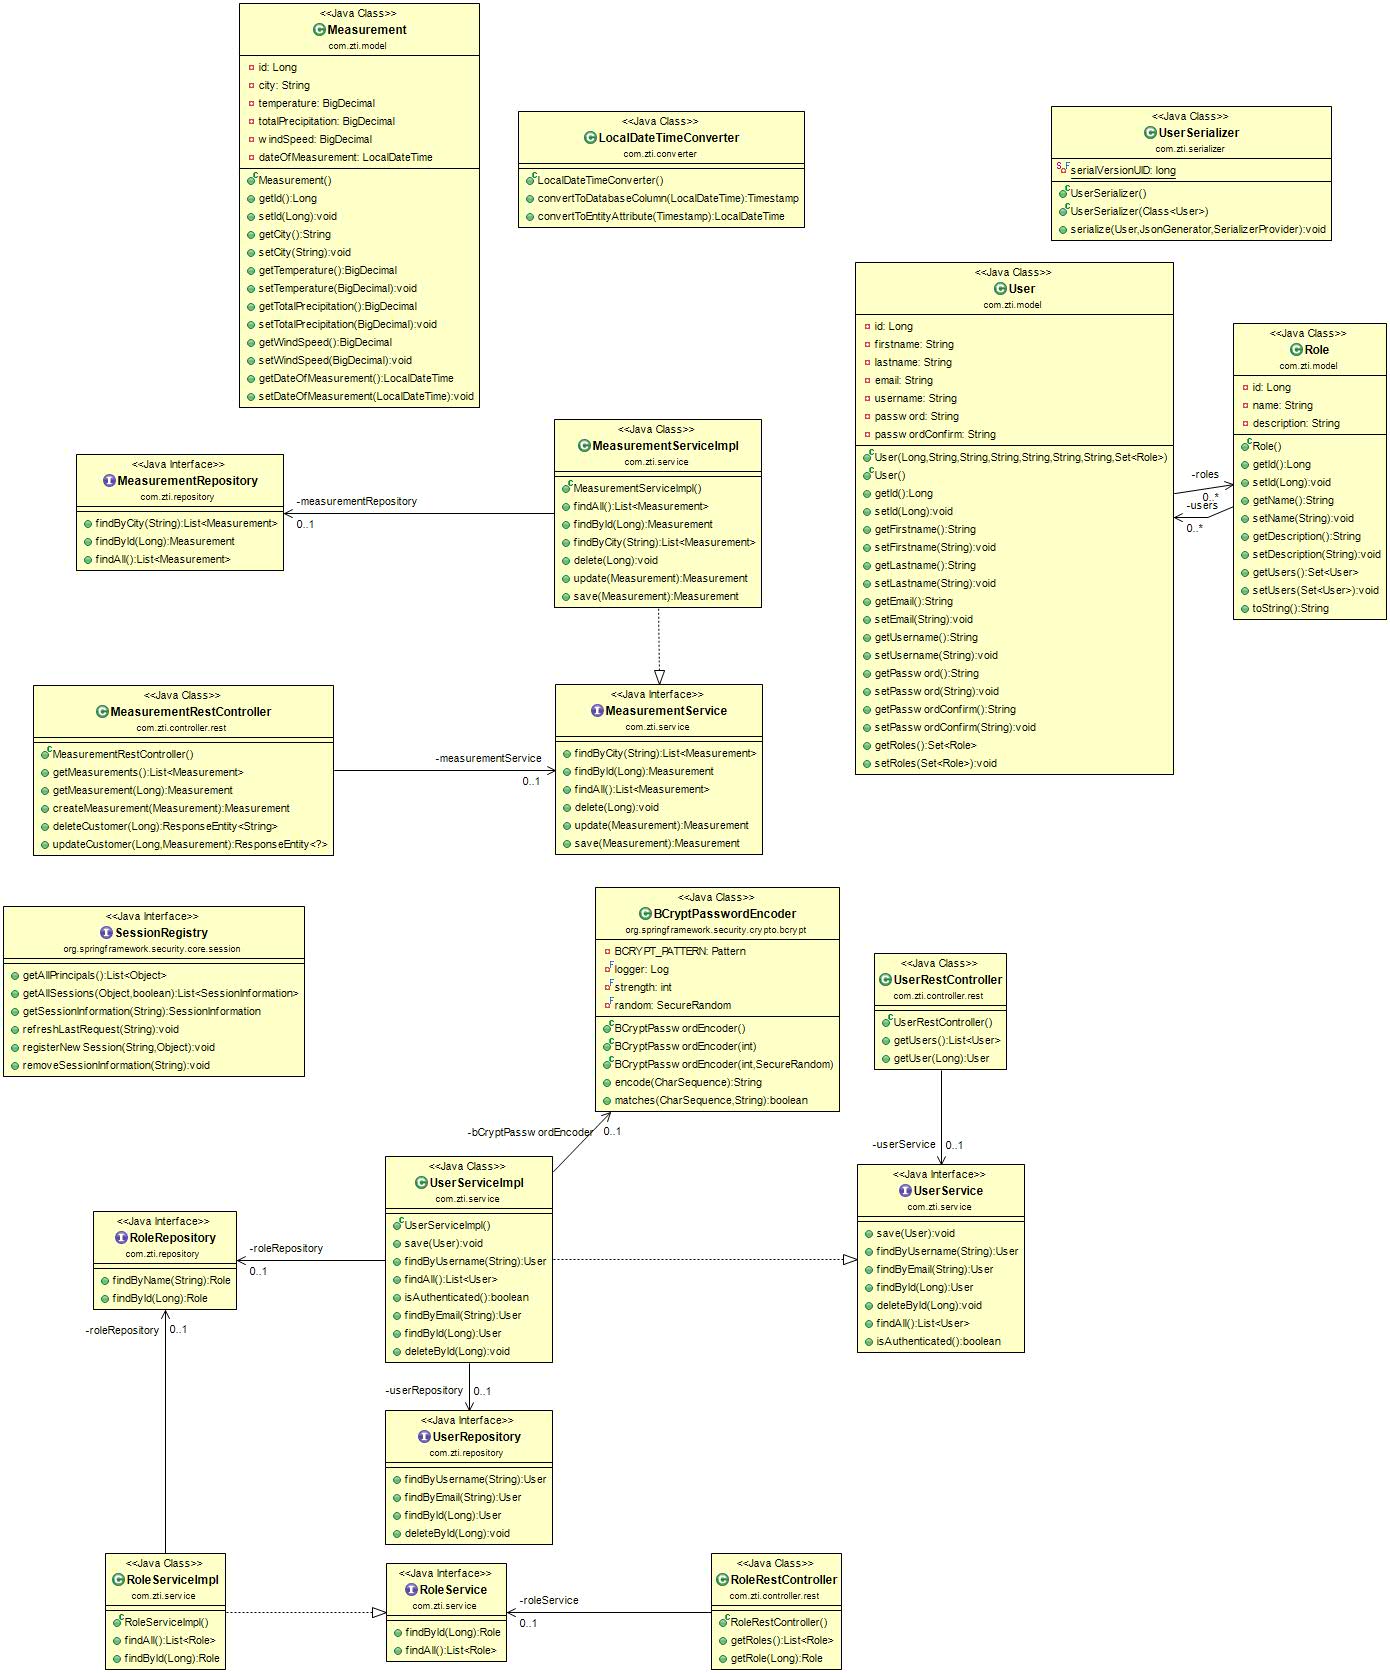 <<Java Class>>
Measurement
com.zti.model
id: Long
city: String
temperature: BigDecimal
totalPrecipitation: BigDecimal
windSpeed: BigDecimal
dateOfMeasurement: LocalDateTime
Measurement()
getId():Long
setId(Long):void
getCity():String
setCity(String):void
getTemperature():BigDecimal
setTemperature(BigDecimal):void
getTotalPrecipitation():BigDecimal
setTotalPrecipitation(BigDecimal):void
getWindSpeed():BigDecimal
setWindSpeed(BigDecimal):void
getDateOfMeasurement():LocalDateTime
setDateOfMeasurement(LocalDateTime):void
<<Java Class>>
LocalDateTimeConverter
com.zti.converter
LocalDateTimeConverter()
convertToDatabaseColumn(LocalDateTime):Timestamp
convertToEntityAttribute(Timestamp):LocalDateTime
<<Java Class>>
UserSerializer
com.zti.serializer
serialVersionUID: long
UserSerializer()
UserSerializer(Class<User>)
serialize(User,JsonGenerator,SerializerProvider):void
<<Java Class>>
User
com.zti.model
id: Long
firstname: String
lastname: String
email: String
username: String
password: String
passwordConfirm: String
User(Long,String,String,String,String,String,String,Set<Role>)
User()
getId():Long
setId(Long):void
getFirstname():String
setFirstname(String):void
getLastname():String
setLastname(String):void
getEmail():String
setEmail(String):void
getUsername():String
setUsername(String):void
getPassword():String
setPassword(String):void
getPasswordConfirm():String
setPasswordConfirm(String):void
getRoles():Set<Role>
setRoles(Set<Role>):void
-roles
0..*
-users
0..*
<<Java Class>>
Role
com.zti.model
id: Long
name: String
description: String
Role()
getId():Long
setId(Long):void
getName():String
setName(String):void
getDescription():String
setDescription(String):void
getUsers():Set<User>
setUsers(Set<User>):void
toString():String
<<Java Interface>>
MeasurementRepository
com.zti.repository
findByCity(String):List<Measurement>
findById(Long):Measurement
findAll():List<Measurement>
-measurementRepository
0..1
<<Java Class>>
MeasurementServiceImpl
com.zti.service
MeasurementServiceImpl()
findAll():List<Measurement>
findById(Long):Measurement
findByCity(String):List<Measurement>
delete(Long):void
update(Measurement):Measurement
save(Measurement):Measurement
<<Java Class>>
MeasurementRestController
com.zti.controller.rest
MeasurementRestController()
getMeasurements():List<Measurement>
getMeasurement(Long):Measurement
createMeasurement(Measurement):Measurement
deleteCustomer(Long):ResponseEntity<String>
updateCustomer(Long,Measurement):ResponseEntity<?>
-measurementService
0..1
<<Java Interface>>
MeasurementService
com.zti.service
findByCity(String):List<Measurement>
findById(Long):Measurement
findAll():List<Measurement>
delete(Long):void
update(Measurement):Measurement
save(Measurement):Measurement
<<Java Interface>>
SessionRegistry
org.springframework.security.core.session
getAllPrincipals():List<Object>
getAllSessions(Object,boolean):List<SessionInformation>
getSessionInformation(String):SessionInformation
refreshLastRequest(String):void
registerNewSession(String,Object):void
removeSessionInformation(String):void
<<Java Class>>
BCryptPasswordEncoder
org.springframework.security.crypto.bcrypt
BCRYPT_PATTERN: Pattern
logger: Log
strength: int
random: SecureRandom
BCryptPasswordEncoder()
BCryptPasswordEncoder(int)
BCryptPasswordEncoder(int,SecureRandom)
encode(CharSequence):String
matches(CharSequence,String):boolean
<<Java Class>>
UserRestController
com.zti.controller.rest
UserRestController()
getUsers():List<User>
getUser(Long):User
-bCryptPasswordEncoder
0..1
-userService
0..1
<<Java Class>>
UserServiceImpl
com.zti.service
UserServiceImpl()
save(User):void
findByUsername(String):User
findAll():List<User>
isAuthenticated():boolean
findByEmail(String):User
findById(Long):User
deleteById(Long):void
<<Java Interface>>
UserService
com.zti.service
save(User):void
findByUsername(String):User
findByEmail(String):User
findById(Long):User
deleteById(Long):void
findAll():List<User>
isAuthenticated():boolean
<<Java Interface>>
RoleRepository
com.zti.repository
findByName(String):Role
findById(Long):Role
-roleRepository
0..1
-roleRepository
0..1
-userRepository
0..1
<<Java Interface>>
UserRepository
com.zti.repository
findByUsername(String):User
findByEmail(String):User
findById(Long):User
deleteById(Long):void
<<Java Class>>
RoleServiceImpl
com.zti.service
RoleServiceImpl()
findAll():List<Role>
findById(Long):Role
<<Java Interface>>
RoleService
com.zti.service
findById(Long):Role
findAll():List<Role>
-roleService
0..1
<<Java Class>>
RoleRestController
com.zti.controller.rest
RoleRestController()
getRoles():List<Role>
getRole(Long):Role